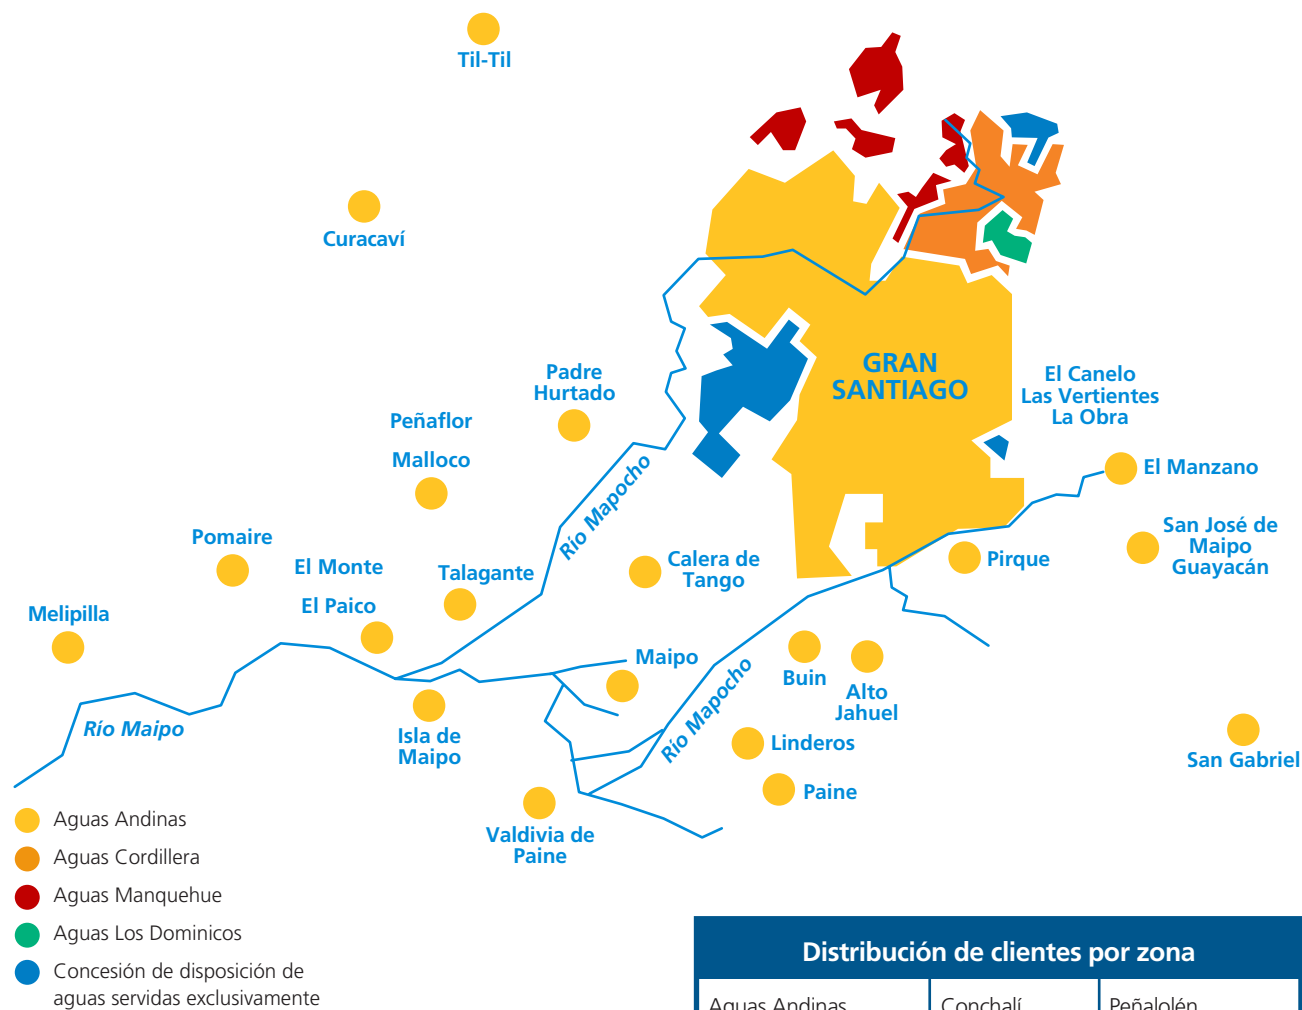 Til-Til
Curacaví
GRAN
SANTIAGO
Padre
Hurtado
El Canelo
Las Vertientes
La Obra
Peñaflor
Malloco
El Manzano
Río Mapocho
San José de
Maipo
Guayacán
Pomaire
El Monte
El Paico
Talagante
Calera de
Tango
Pirque
Melipilla
Maipo
Buin
Alto
Jahuel
Río Mapocho
Río Maipo
Isla de
Maipo
Linderos
San Gabriel
Paine
Valdivia de
Paine
Aguas Andinas
Aguas Cordillera
Aguas Manquehue
Aguas Los Dominicos
Concesión de disposición de
aguas servidas exclusivamente
Distribución de clientes por zona
Aguas Andinas Conchalí Peñalolén